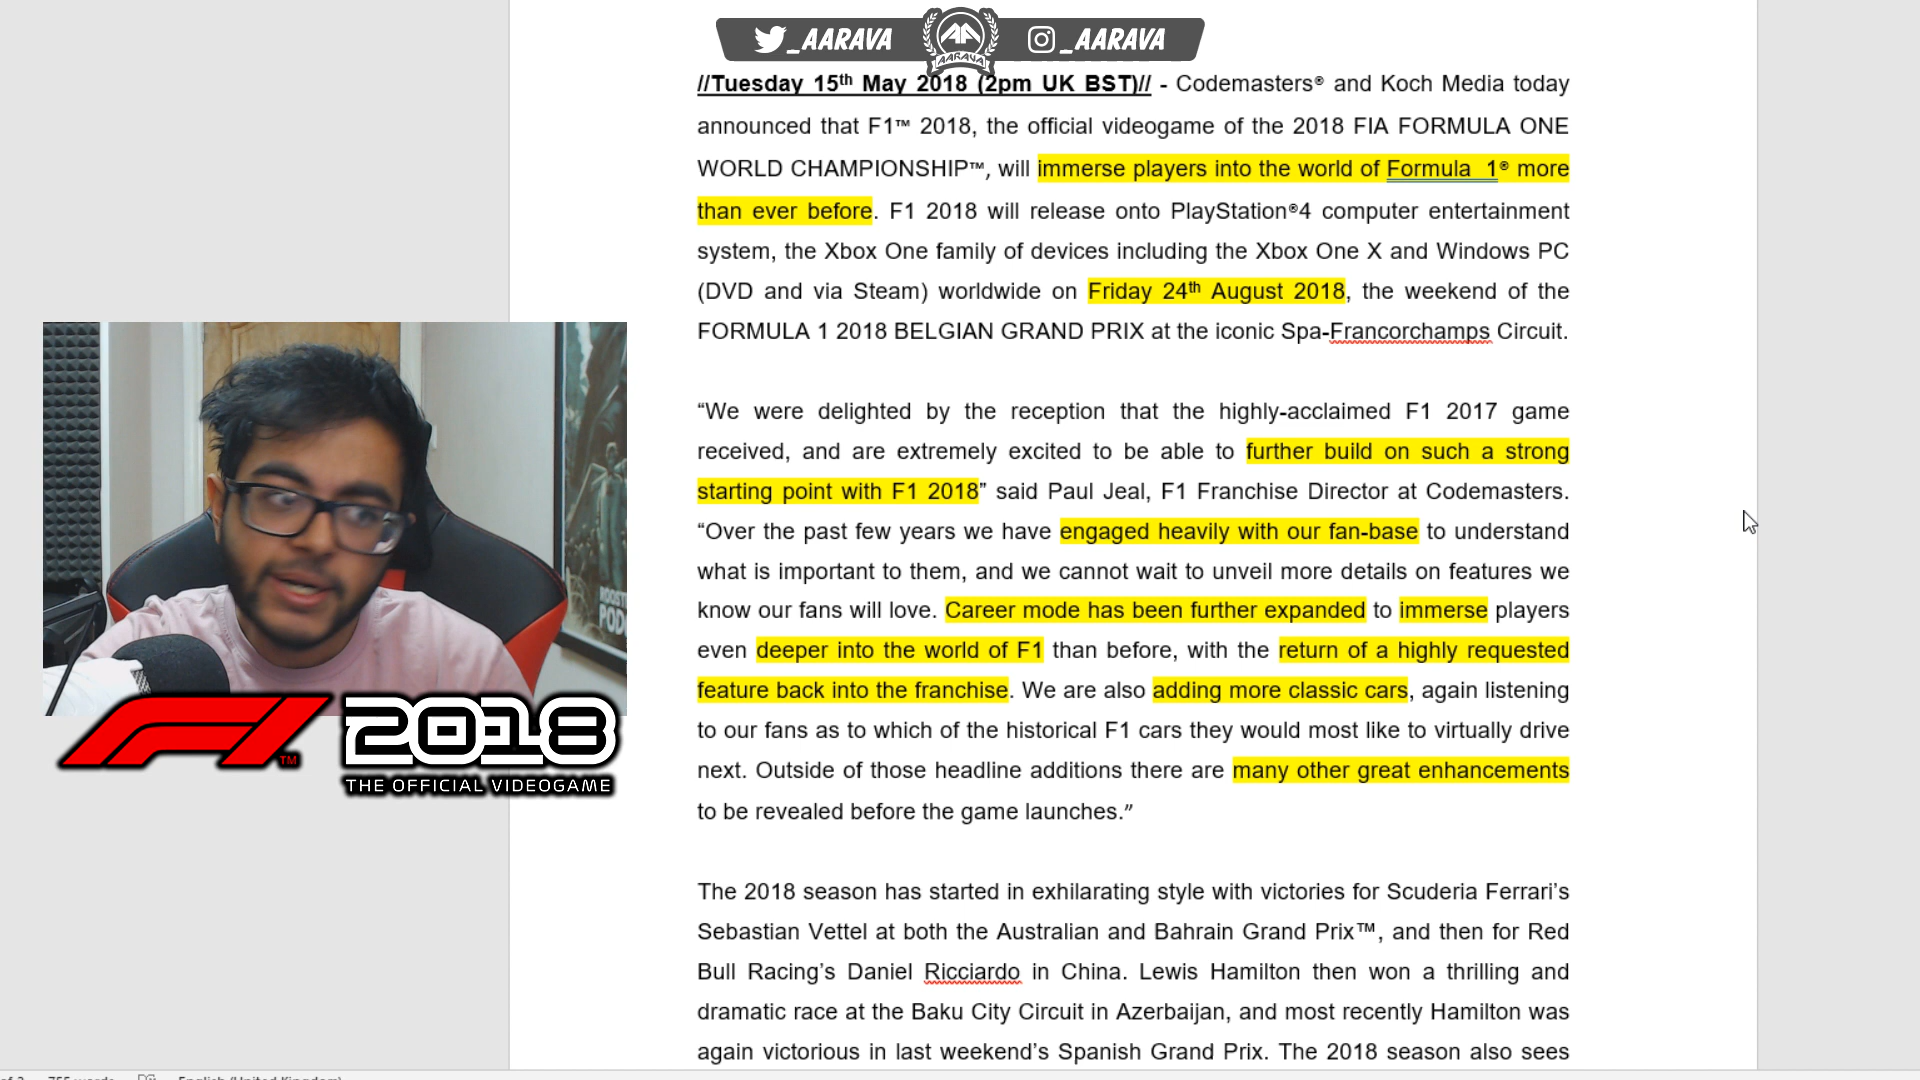 _AARAVA
AARAVA
_AARAVA
//Tuesday 15th May 2018 (2pm UK BST)// - Codemasters® and Koch Media today
announced that F1™ 2018, the official videogame of the 2018 FIA FORMULA ONE
WORLD CHAMPIONSHIP™, will immerse players into the world of Formula 1® more
than ever before. F1 2018 will release onto PlayStation®4 computer entertainment
system, the Xbox One family of devices including the Xbox One X and Windows PC
(DVD and via Steam) worldwide on Friday 24th August 2018, the weekend of the
FORMULA 1 2018 BELGIAN GRAND PRIX at the iconic Spa-Francorchamps Circuit.
“We were delighted by the reception that the highly-acclaimed F1 2017 game
received, and are extremely excited to be able to further build on such a strong
starting point with F1 2018” said Paul Jeal, F1 Franchise Director at Codemasters.
“Over the past few years we have engaged heavily with our fan-base to understand
what is important to them, and we cannot wait to unveil more details on features we
know our fans will love. Career mode has been further expanded to immerse players
even deeper into the world of F1 than before, with the return of a highly requested
feature back into the franchise. We are also adding more classic cars, again listening
to our fans as to which of the historical F1 cars they would most like to virtually drive
next. Outside of those headline additions there are many other great enhancements
to be revealed before the game launches.”
The 2018 season has started in exhilarating style with victories for Scuderia Ferrari’s
Sebastian Vettel at both the Australian and Bahrain Grand Prix™, and then for Red
Bull Racing’s Daniel Ricciardo in China. Lewis Hamilton then won a thrilling and
dramatic race at the Baku City Circuit in Azerbaijan, and most recently Hamilton was
again victorious in last weekend’s Spanish Grand Prix. The 2018 season also sees
F1™ 2018
THE OFFICIAL VIDEOGAME
755 words
English (United Kingdom)